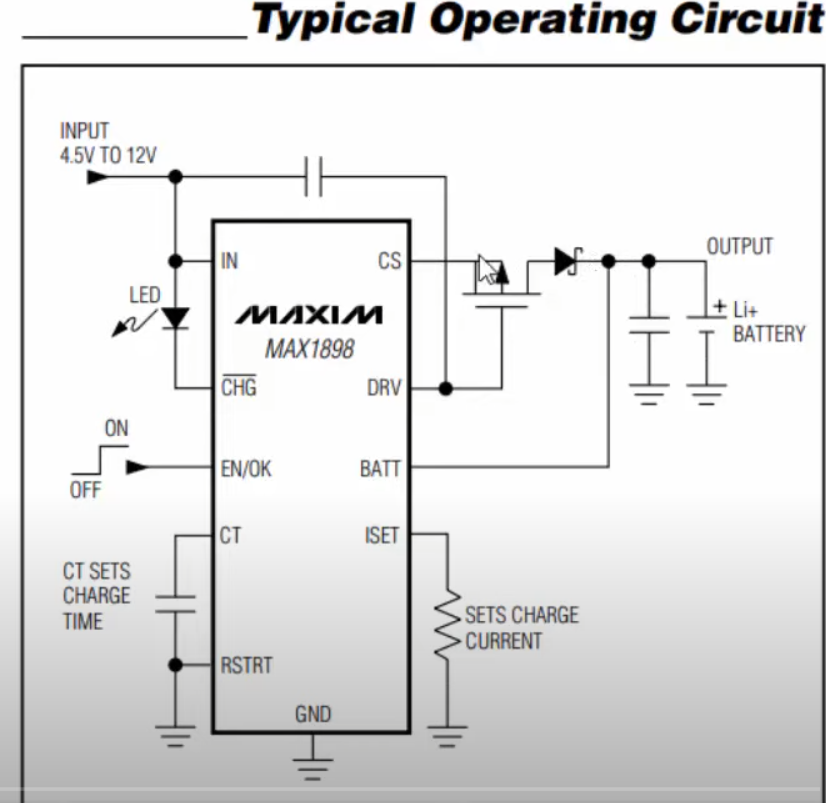 Typical Operating Circuit
INPUT
4.5V TO 12V
IN
CS
OUTPUT
LED
MAXIM
MAX1898
+ Li+
BATTERY
CHG
DRV
ON
OFF
EN/OK
BATT
CT
ISET
CT SETS
CHARGE
TIME
SETS CHARGE
CURRENT
RSTRT
GND